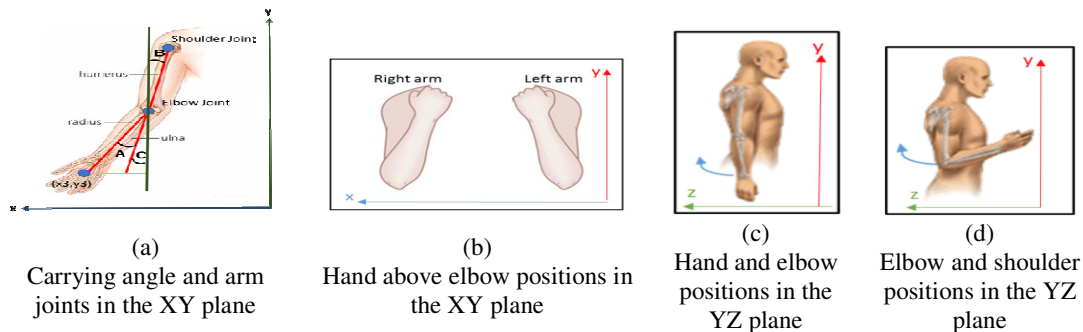 Y
Shoulder Joint
B
humerus
Elbow Joint
radius
ulna
A C
(x3,y3)
x
Right arm
Left arm
y
x
y
z
y
z
(a)
Carrying angle and arm
joints in the XY plane
(b)
Hand above elbow positions in
the XY plane
(c)
Hand and elbow
positions in the
YZ plane
(d)
Elbow and shoulder
positions in the YZ
plane